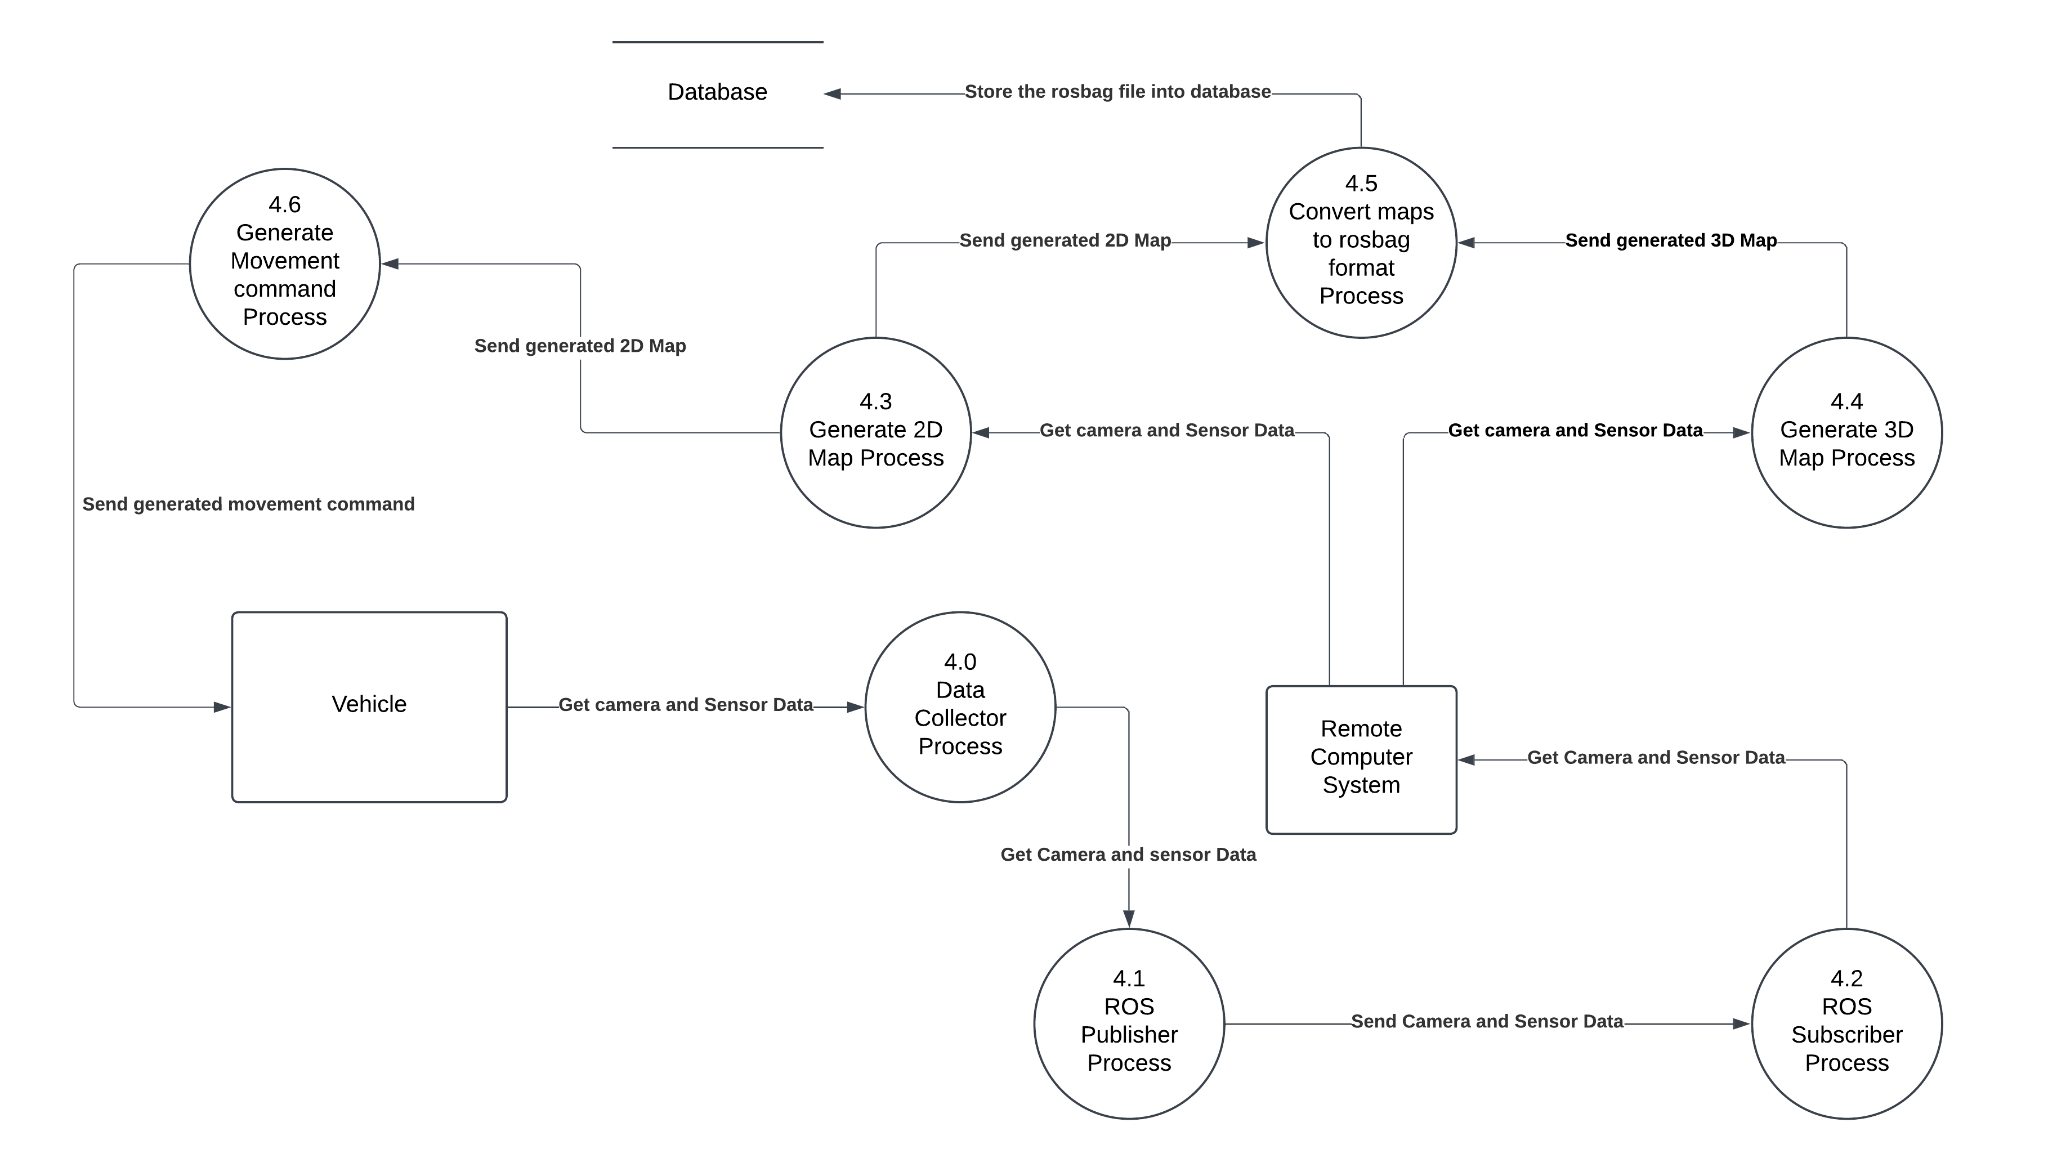 Database
Store the rosbag file into database
4.6
Generate
Movement
command
Process
4.5
Convert maps
to rosbag
format
Process
Send generated 2D Map
Send generated 3D Map
Send generated 2D Map
4.3
Generate 2D
Map Process
Get camera and Sensor Data
Get camera and Sensor Data
4.4
Generate 3D
Map Process
Send generated movement command
Vehicle
Get camera and Sensor Data
4.0
Data
Collector
Process
Remote
Computer
System
Get Camera and Sensor Data
Get Camera and sensor Data
4.1
ROS
Publisher
Process
Send Camera and Sensor Data
4.2
ROS
Subscriber
Process